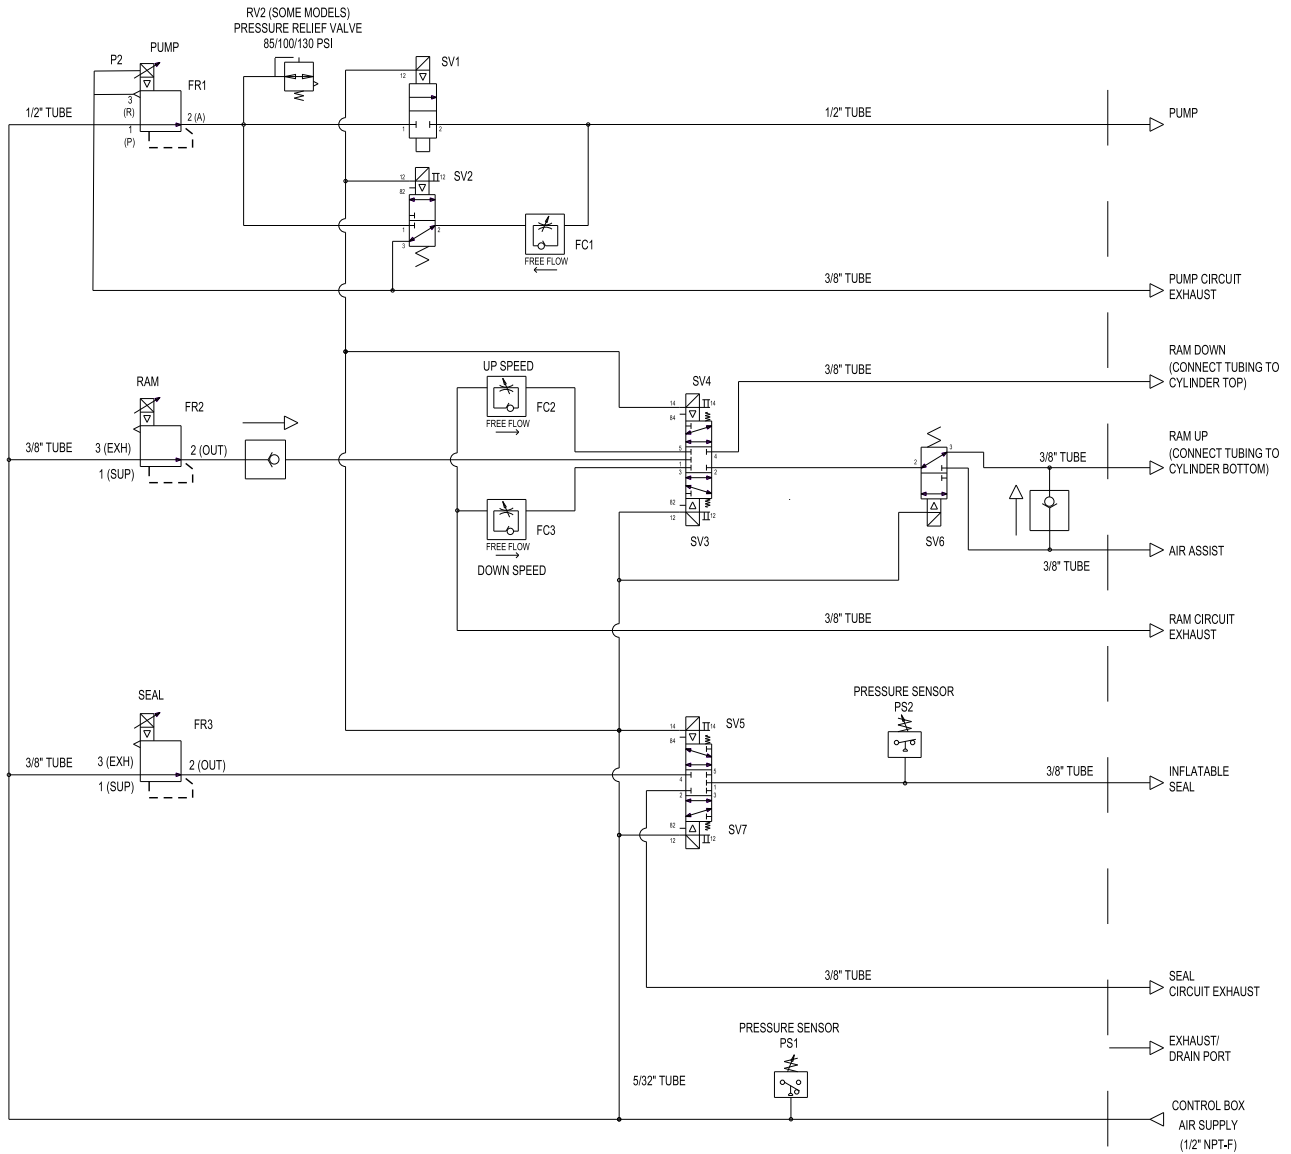 RV2 (SOME MODELS)
PRESSURE RELIEF VALVE
85/100/130 PSI
PUMP
P2
FR1
SV1
12
1/2" TUBE
3
(R)
1
(P)
2 (A)
1
2
1/2" TUBE
PUMP
12
12
82
SV2
1
2
3
FC1
FREE FLOW
3/8" TUBE
PUMP CIRCUIT
EXHAUST
RAM
FR2
UP SPEED
FC2
FREE FLOW
SV4
3/8" TUBE
RAM DOWN
(CONNECT TUBING TO
CYLINDER TOP)
14
14
84
3/8" TUBE
3 (EXH)
1 (SUP)
2 (OUT)
5
4
1
3
2
2
3
3/8" TUBE
RAM UP
(CONNECT TUBING TO
CYLINDER BOTTOM)
FC3
FREE FLOW
DOWN SPEED
82
12
12
SV3
SV6
3/8" TUBE
AIR ASSIST
3/8" TUBE
RAM CIRCUIT
EXHAUST
SEAL
FR3
PRESSURE SENSOR
PS2
14
14
84
SV5
3/8" TUBE
3 (EXH)
1 (SUP)
2 (OUT)
4
5
1
2
3
3/8" TUBE
INFLATABLE
SEAL
82
12
12
SV7
3/8" TUBE
SEAL
CIRCUIT EXHAUST
PRESSURE SENSOR
PS1
EXHAUST/
DRAIN PORT
5/32" TUBE
CONTROL BOX
AIR SUPPLY
(1/2" NPT-F)